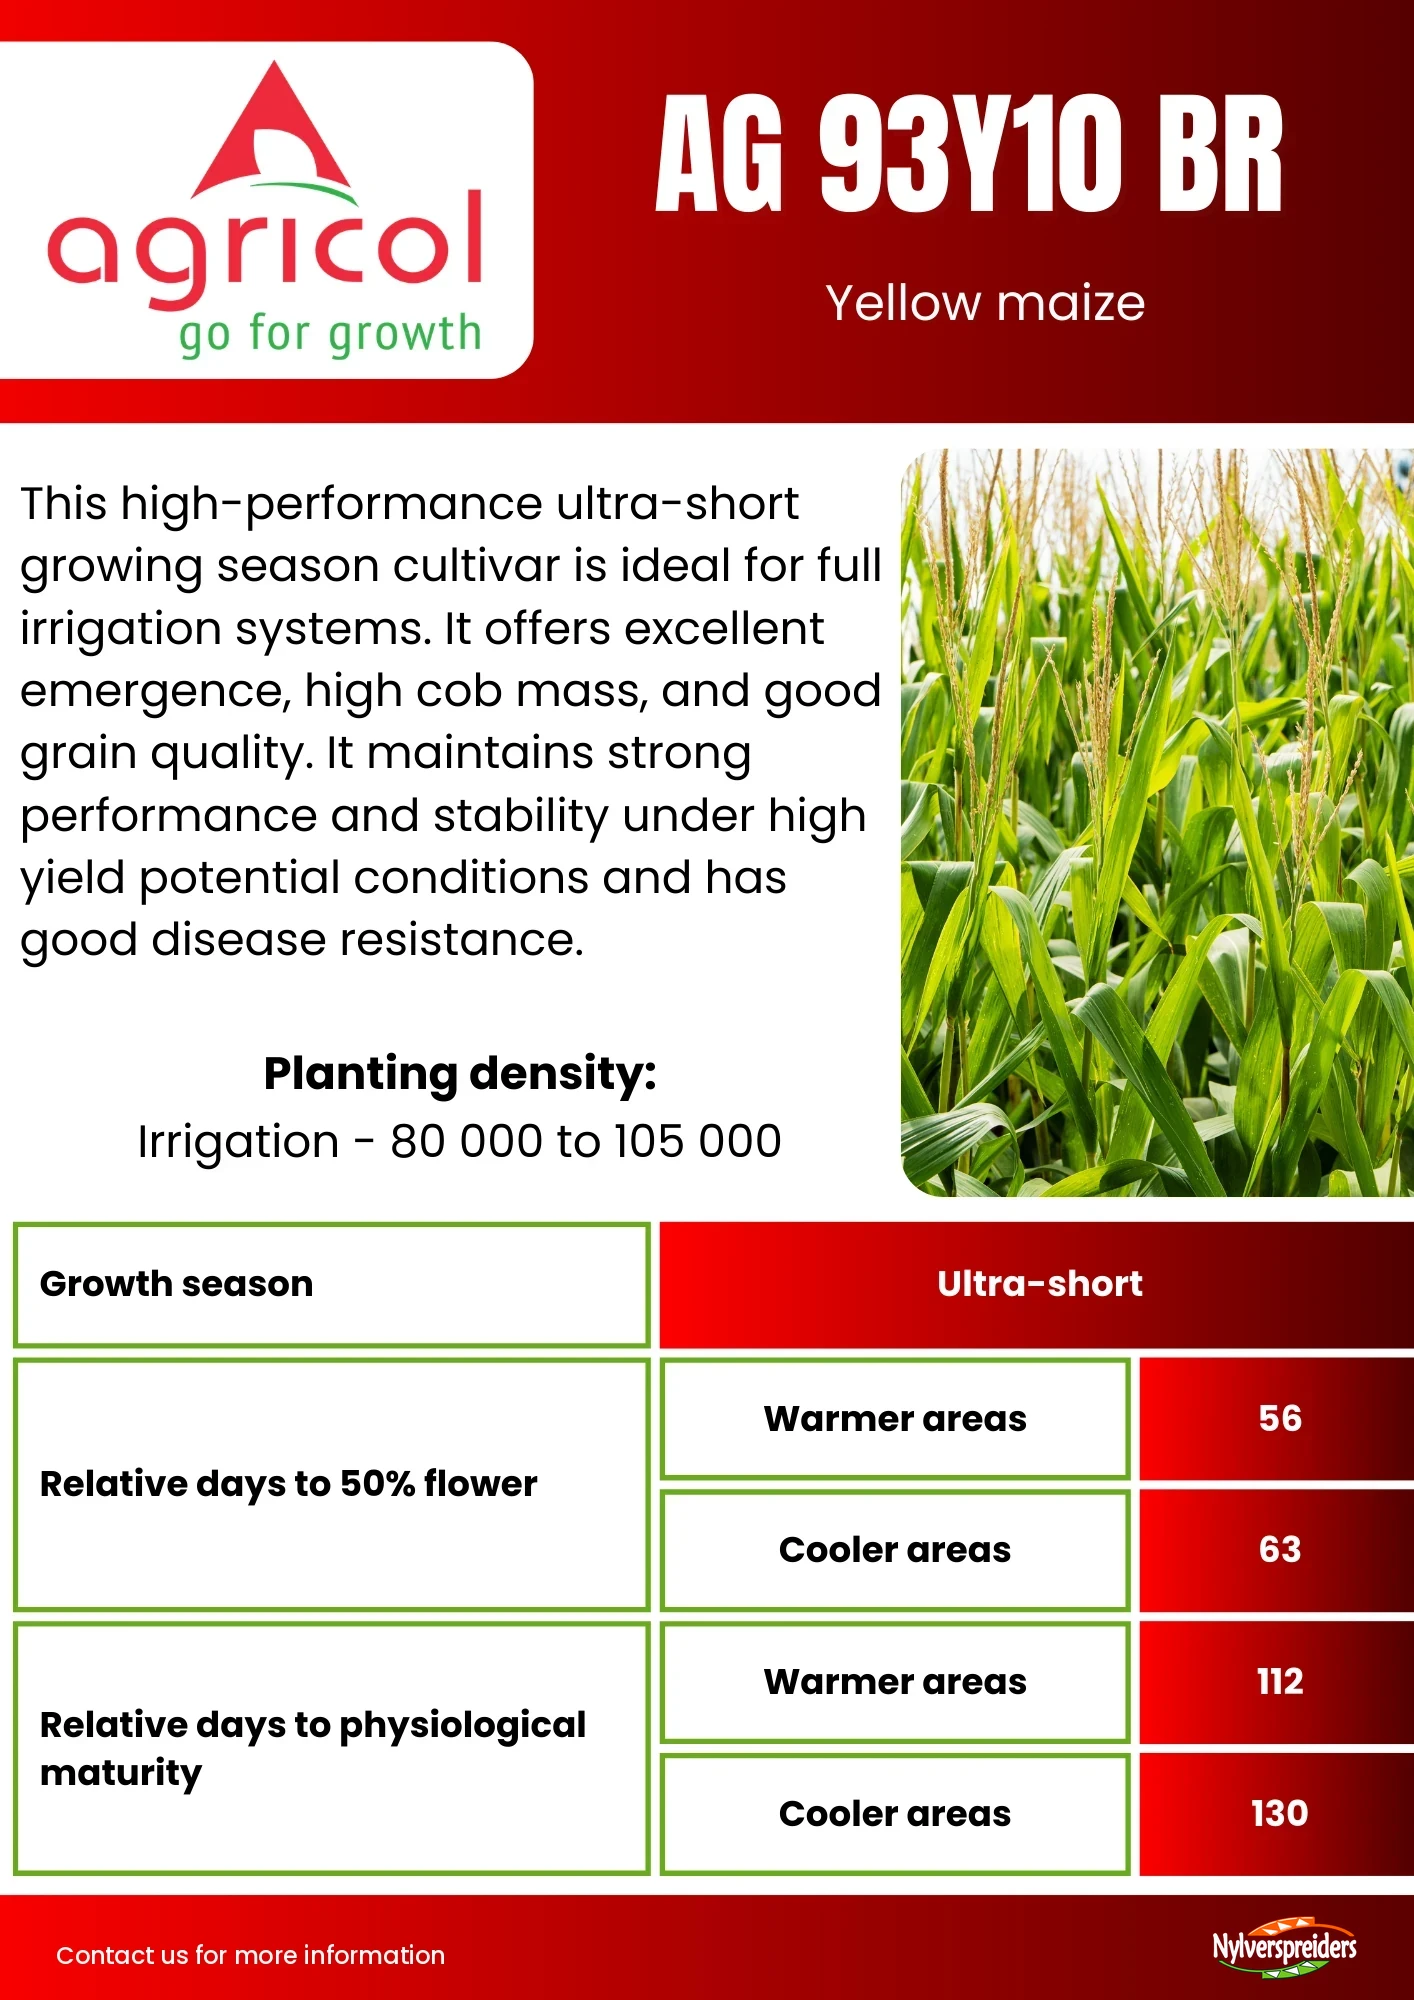 agricol
go for growth
AG 93Y10 BR
Yellow maize
This high-performance ultra-short
growing season cultivar is ideal for full
irrigation systems. It offers excellent
emergence, high cob mass, and good
grain quality. It maintains strong
performance and stability under high
yield potential conditions and has
good disease resistance.
Planting density:
Irrigation - 80 000 to 105 000
Growth season
Ultra-short
Relative days to 50% flower
Warmer areas
56
Cooler areas
63
Relative days to physiological
maturity
Warmer areas
112
Cooler areas
130
Contact us for more information
Nylverspreiders